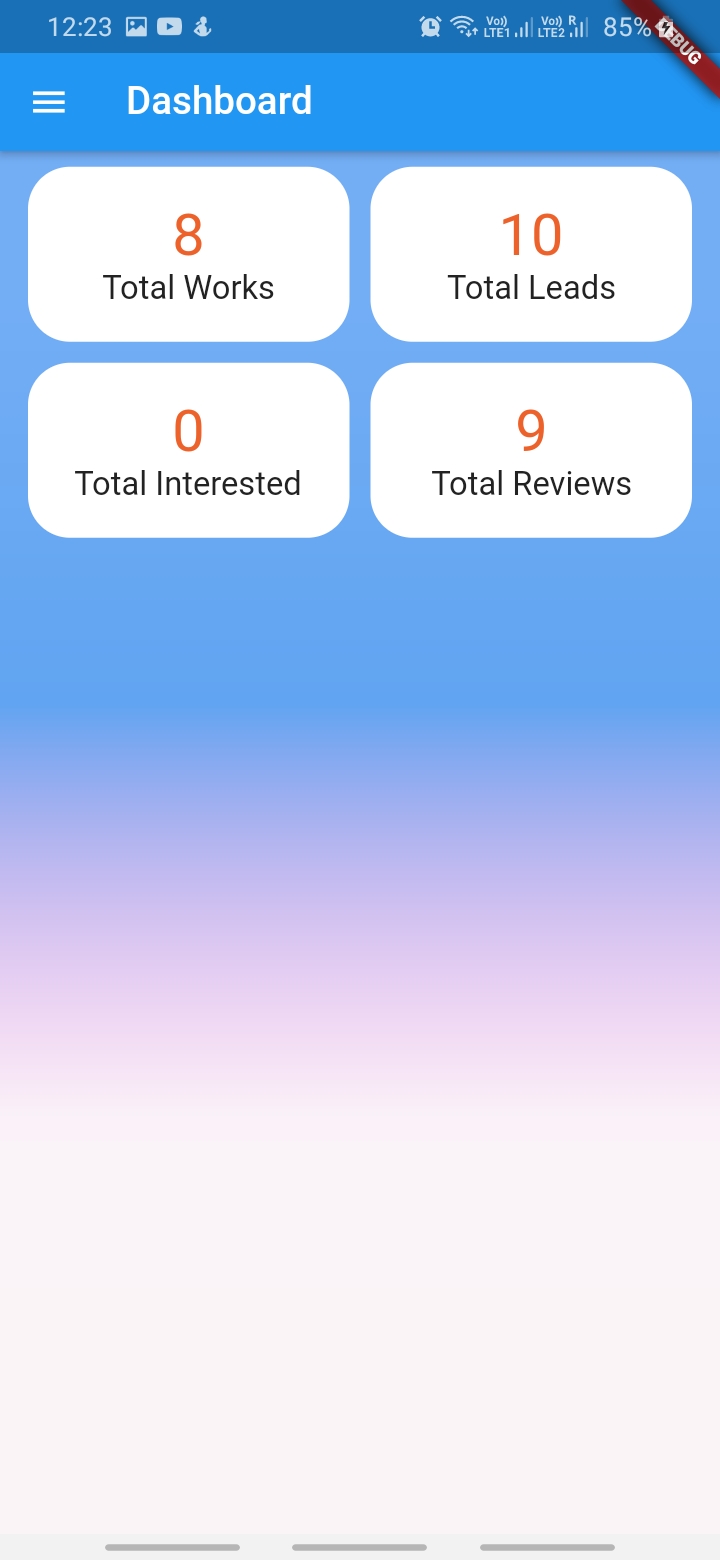 12:23 Vo)) LTE1 Vo)) R LTE2 85%
DEBUG
Dashboard
8
Total Works
10
Total Leads
0
Total Interested
9
Total Reviews